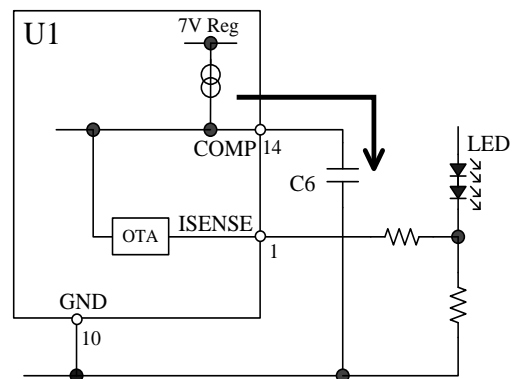 U1
7V Reg
COMP
14
LED
C6
OTA
ISENSE
1
GND
10